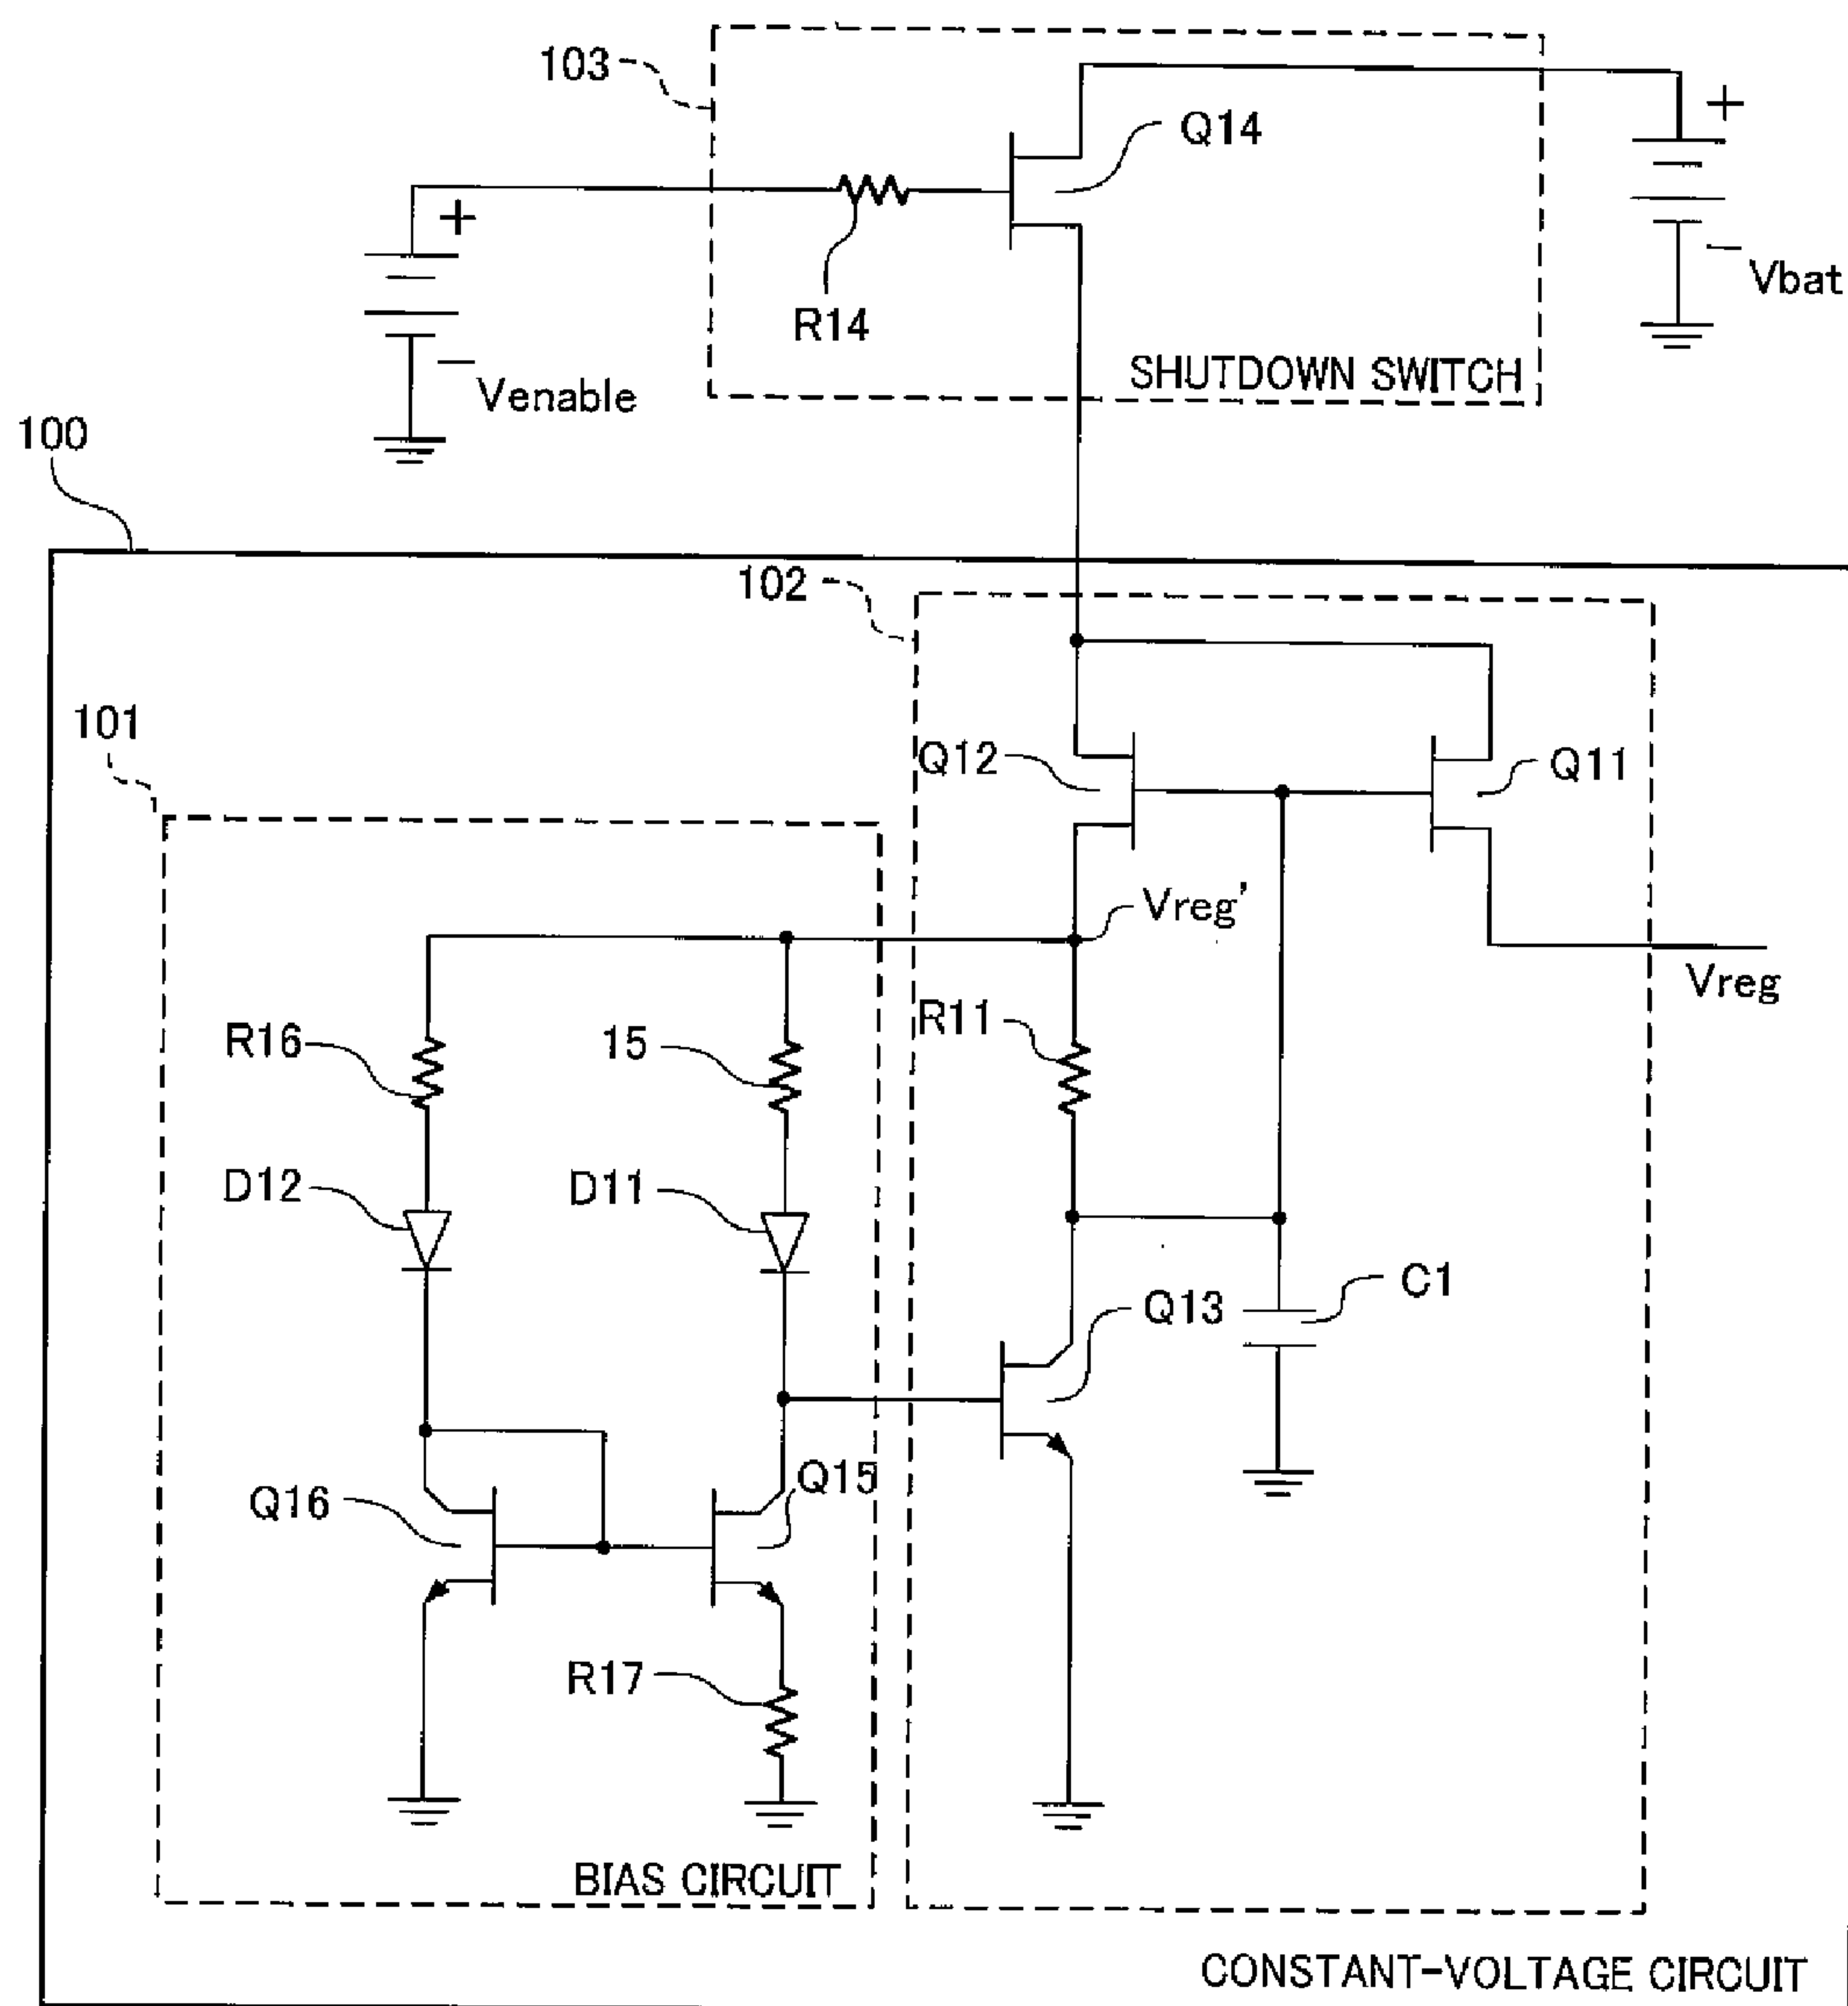 103
Q14
+
+
R14
− Vbat
SHUTDOWN SWITCH
− Venable
100
102
101
Q12
Q11
Vreg'
Vreg
R16
15
R11
D12
D11
C1
Q13
Q16
Q15
R17
BIAS CIRCUIT
CONSTANT-VOLTAGE CIRCUIT